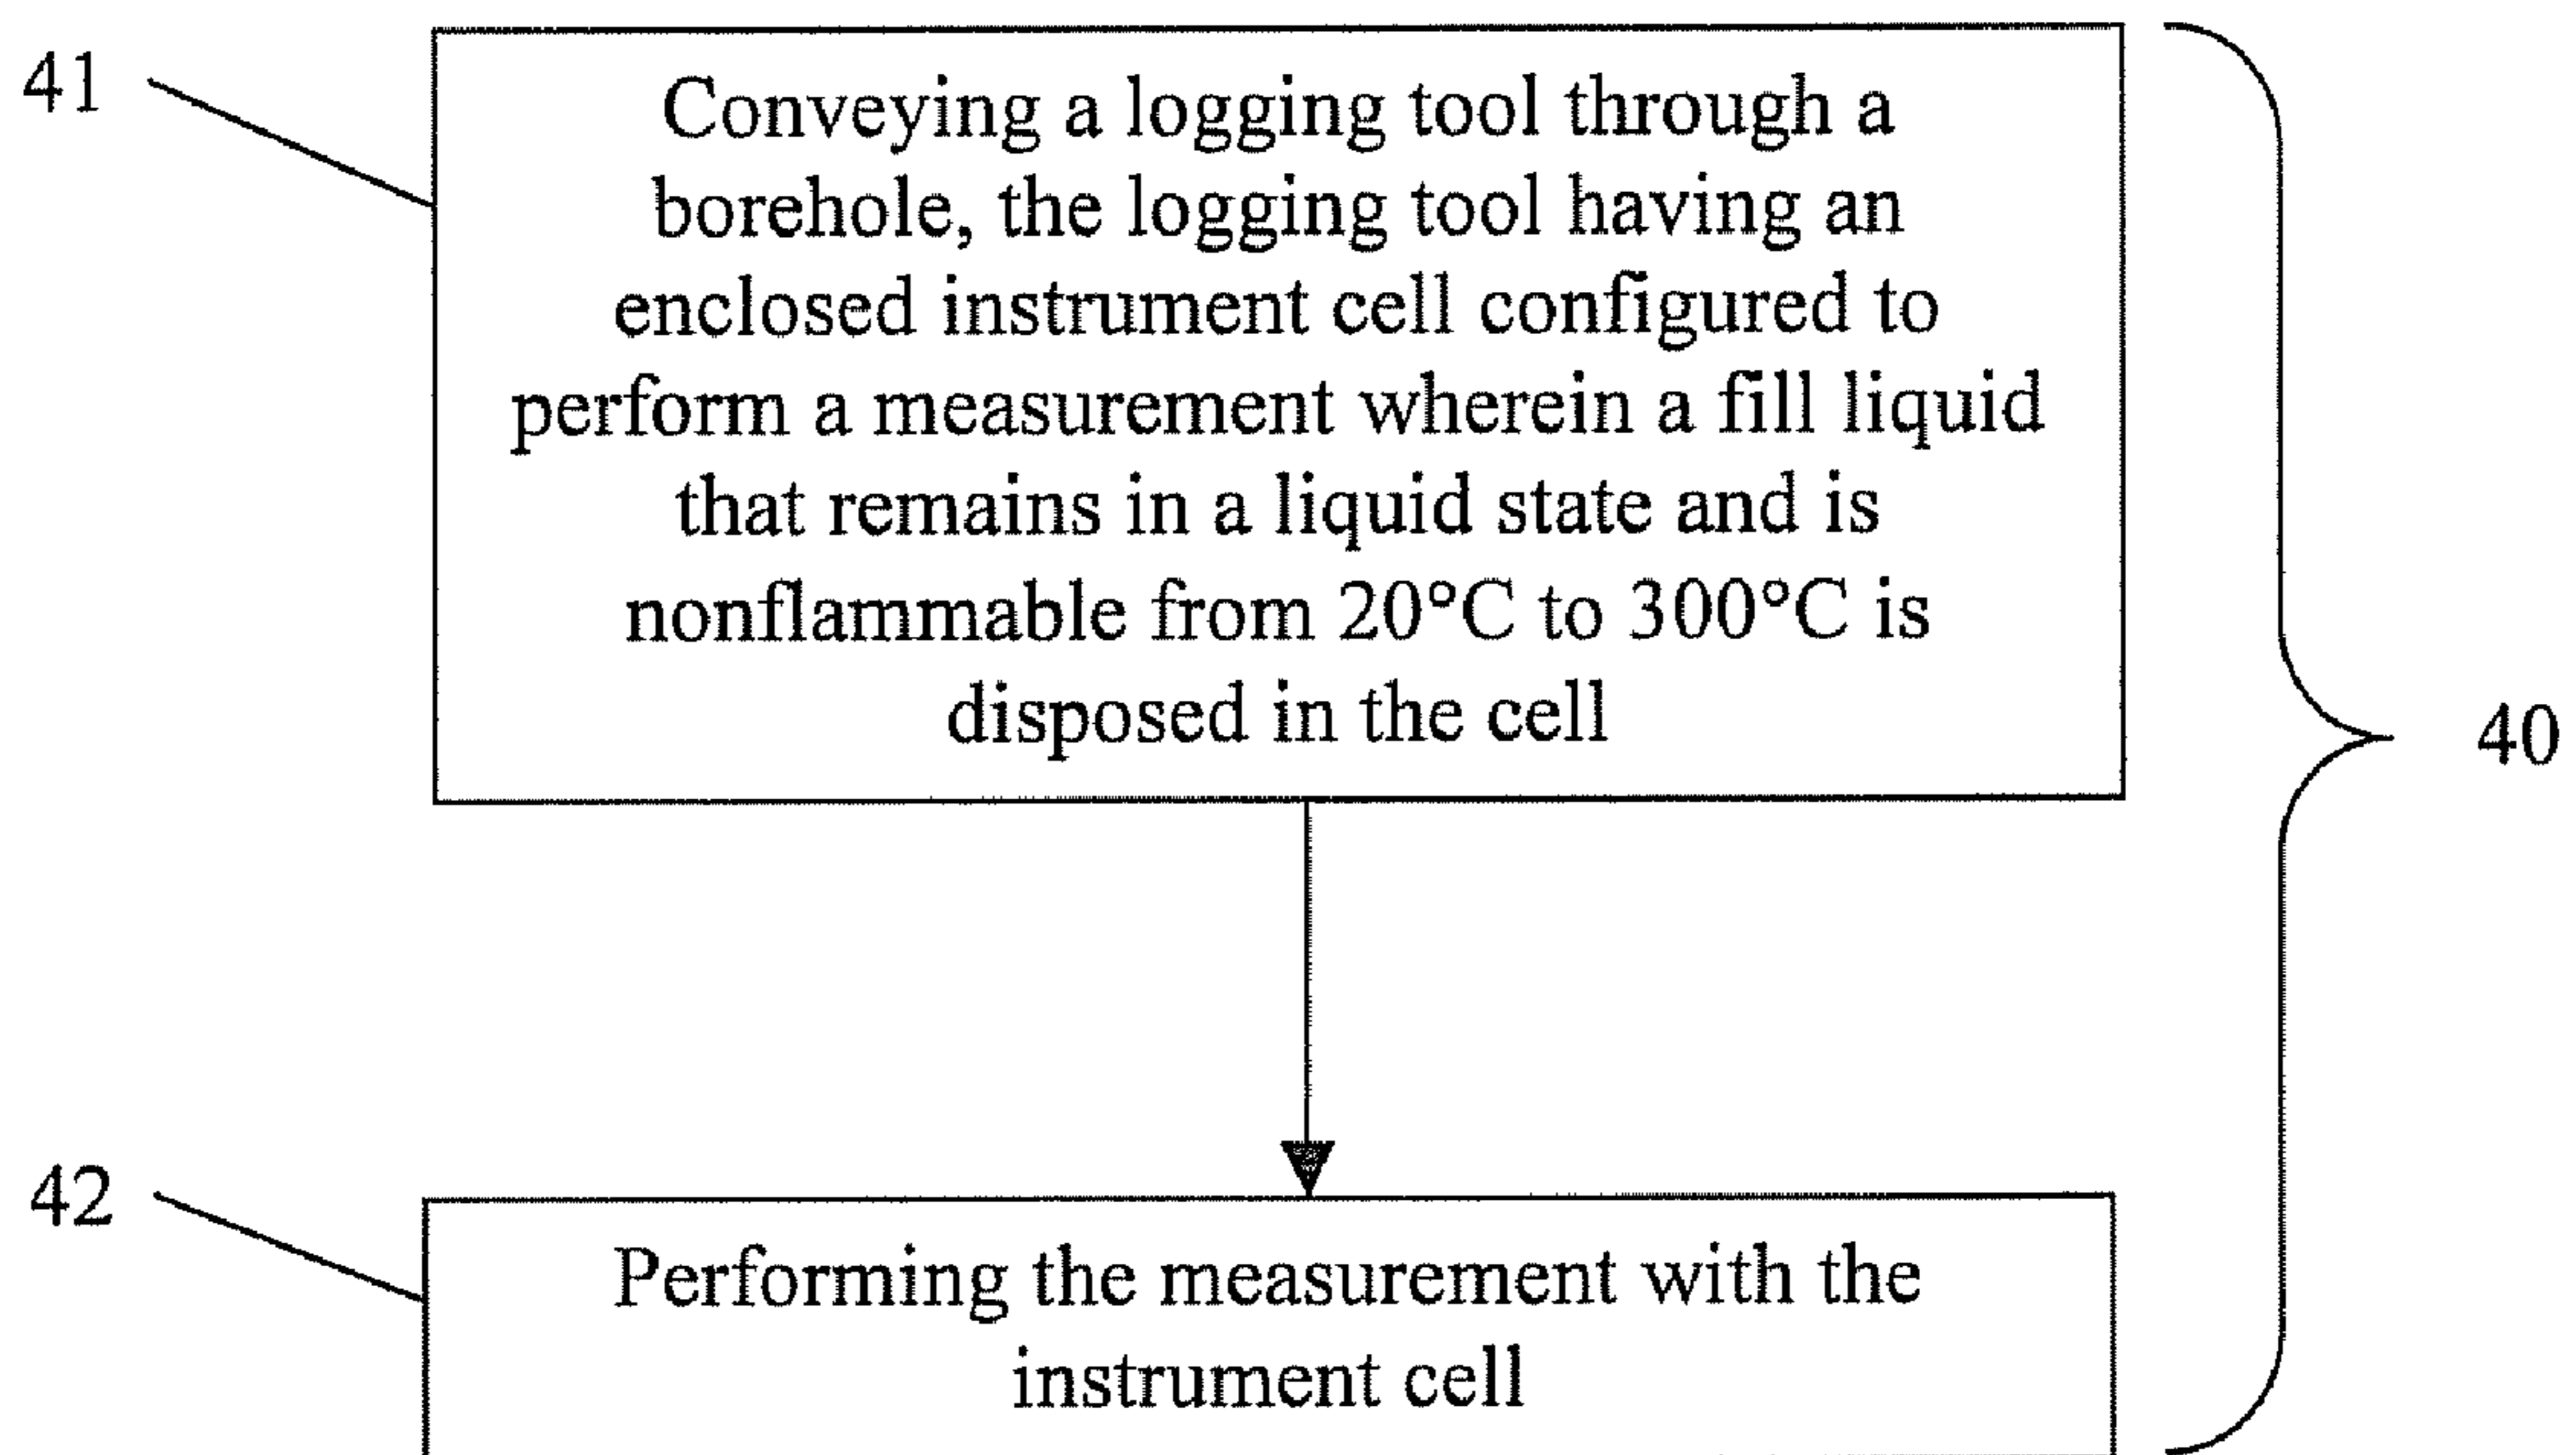 41
Conveying a logging tool through a
borehole, the logging tool having an
enclosed instrument cell configured to
perform a measurement wherein a fill liquid
that remains in a liquid state and is
nonflammable from 20°C to 300°C is
disposed in the cell
40
42
Performing the measurement with the
instrument cell